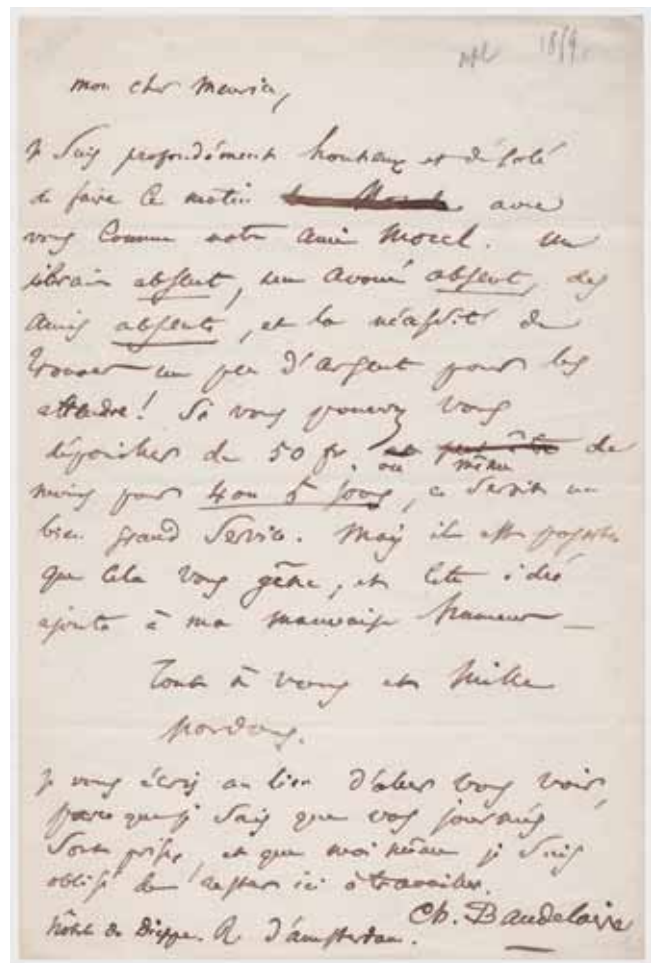 1859.
mon cher Meurice,
Je suis profondément honteux et désolé
de faire ce matin avec
vous comme notre ami Morel. Un
libraire absent, un avoué absent, des
amis absents, et la nécessité de
trouver un peu d'argent pour les
attendre! Si vous pouvez vous
dépouiller de 50 fr. ou même de
moins pour 4 ou 5 jours, ce serait un
bien grand service. Mais il est possible
que cela vous gêne, et cette idée
ajoute à ma mauvaise humeur —
Tout à vous et mille
pardons.
Je vous écris au lieu d'aller vous voir,
parce que je sais que vos journées
sont prises, et que moi même je suis
obligé de rester ici à travailler.
Ch. Baudelaire
hôtel de Dieppe. R d'amsterdam.